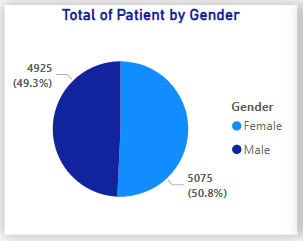 Total of Patient by Gender
4925
(49.3%)
Gender
Female
Male
5075
(50.8%)